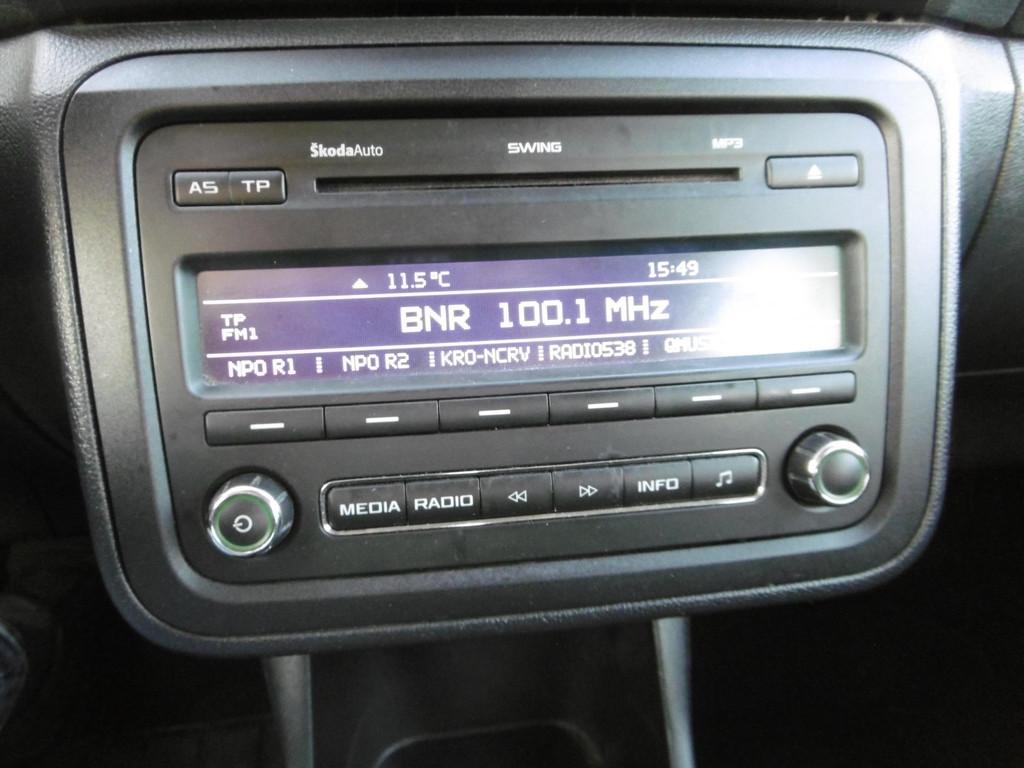 ŠkodaAuto SWING MP3
AS TP
11.5°C 15:49
TP
FM1
BNR 100.1 MHz
NPO R1 NPO R2 KRO-NCRV RADIO538
MEDIA RADIO INFO